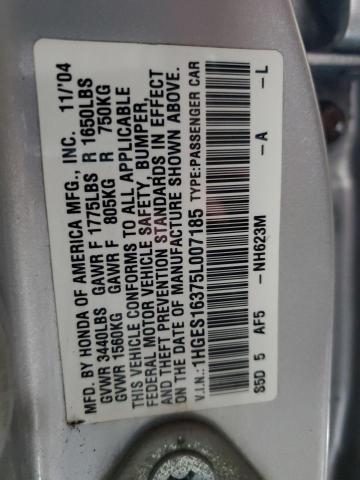 MFD. BY HONDA OF AMERICA MFG., INC. 11/'04
GVWR 3440LBS GAWR F 1775LBS R 1650LBS
GVWR 1560KG GAWR F 805KG R 750KG
THIS VEHICLE CONFORMS TO ALL APPLICABLE
FEDERAL MOTOR VEHICLE SAFETY, BUMPER,
AND THEFT PREVENTION STANDARDS IN EFFECT
ON THE DATE OF MANUFACTURE SHOWN ABOVE.
V.I.N.: 1HGES16375L007185 TYPE:PASSENGER CAR
S5D 5 AF5 -NH623M -A -L